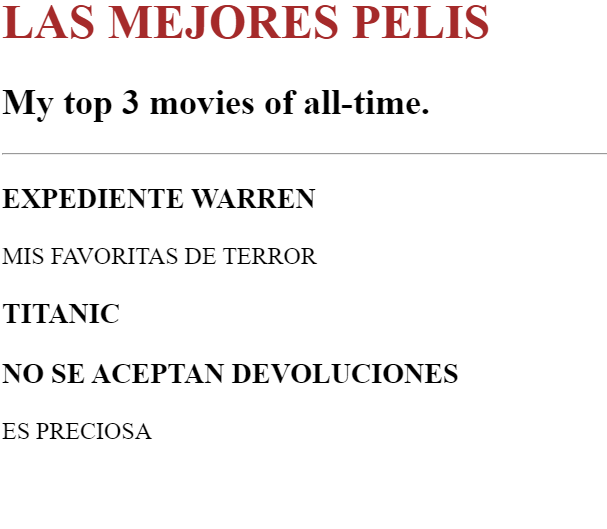 LAS MEJORES PELIS
My top 3 movies of all-time.
EXPEDIENTE WARREN
MIS FAVORITAS DE TERROR
TITANIC
NO SE ACEPTAN DEVOLUCIONES
ES PRECIOSA